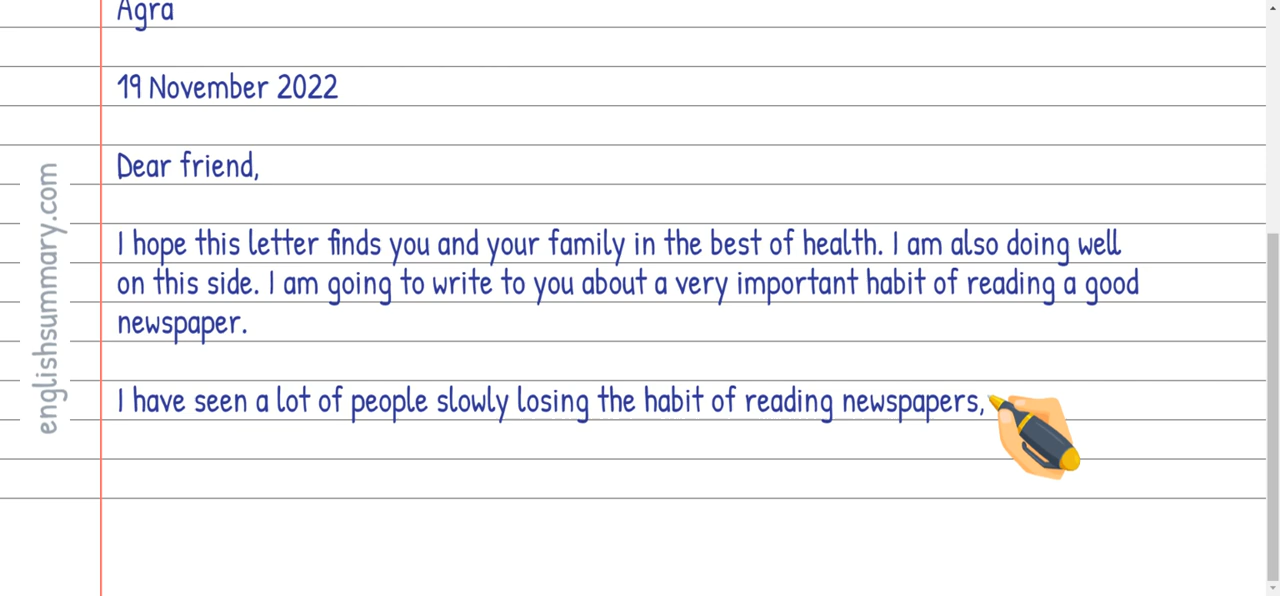 Agra
19 November 2022
Dear friend,
I hope this letter finds you and your family in the best of health. I am also doing well
on this side. I am going to write to you about a very important habit of reading a good
newspaper.
I have seen a lot of people slowly losing the habit of reading newspapers,
englishsummary.com